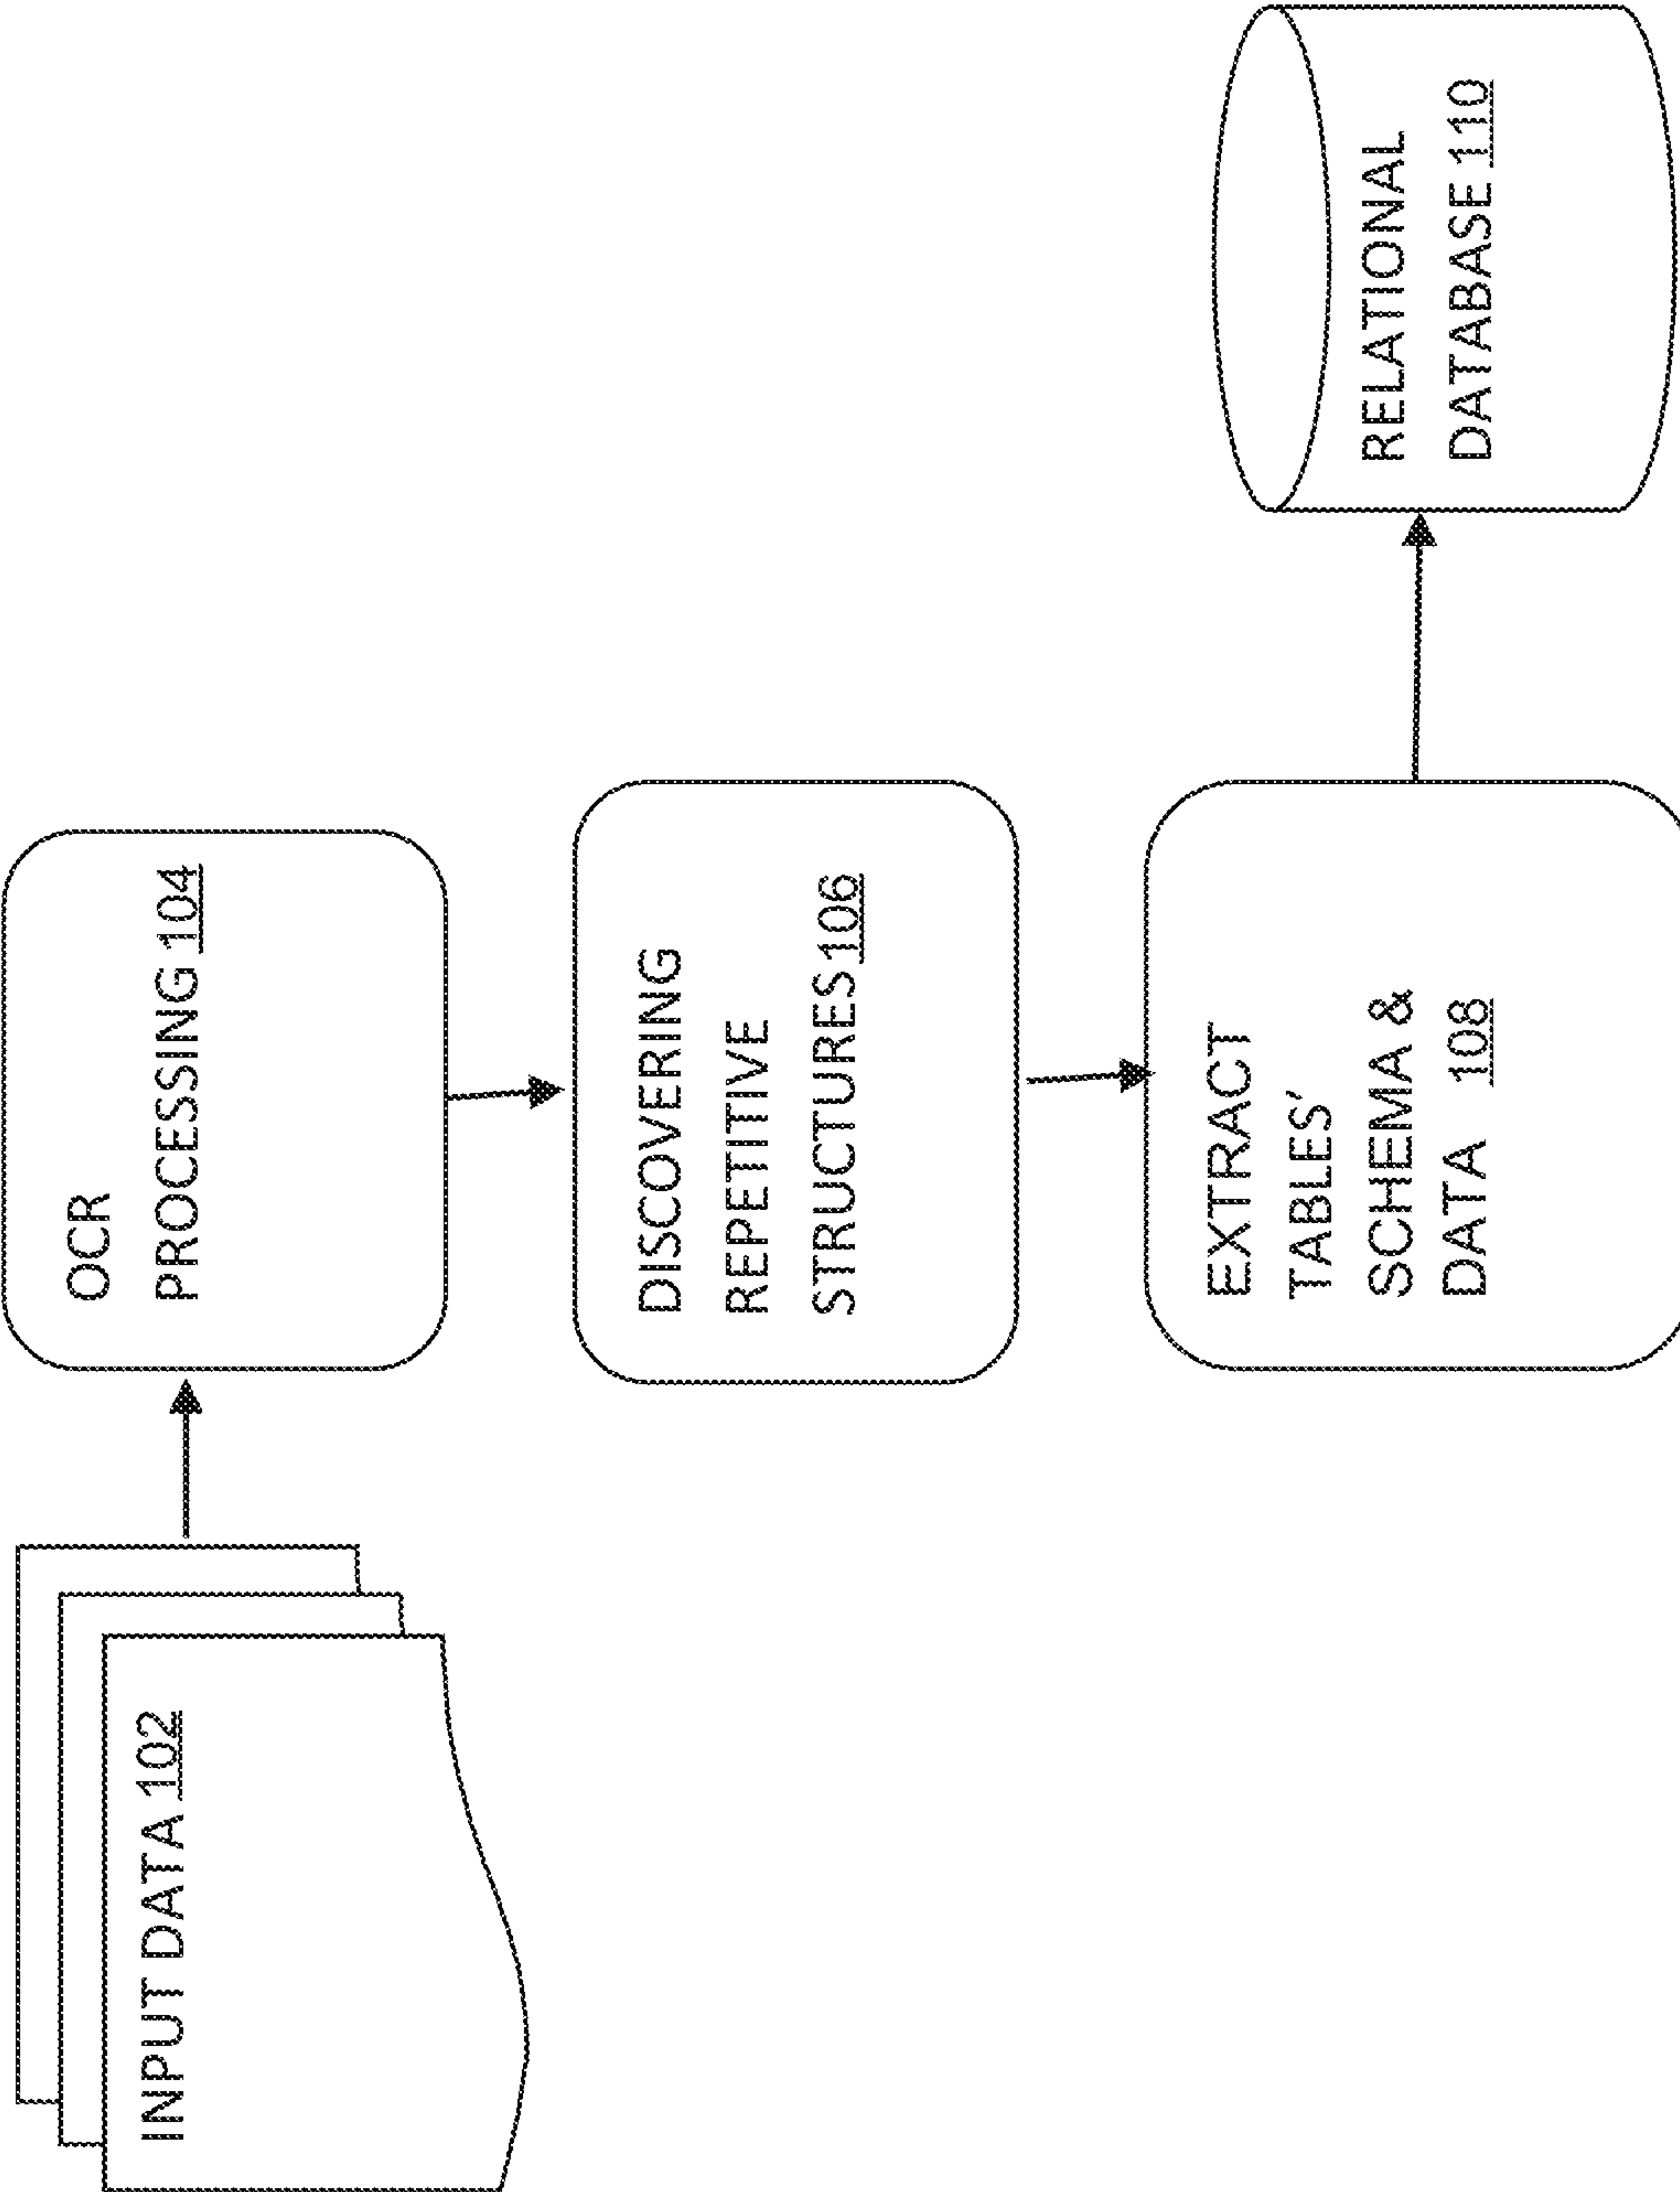 INPUT DATA 102
OCR
PROCESSING 104
DISCOVERING
REPETITIVE
STRUCTURES 106
EXTRACT
TABLES'
SCHEMA &
DATA 108
RELATIONAL
DATABASE 110